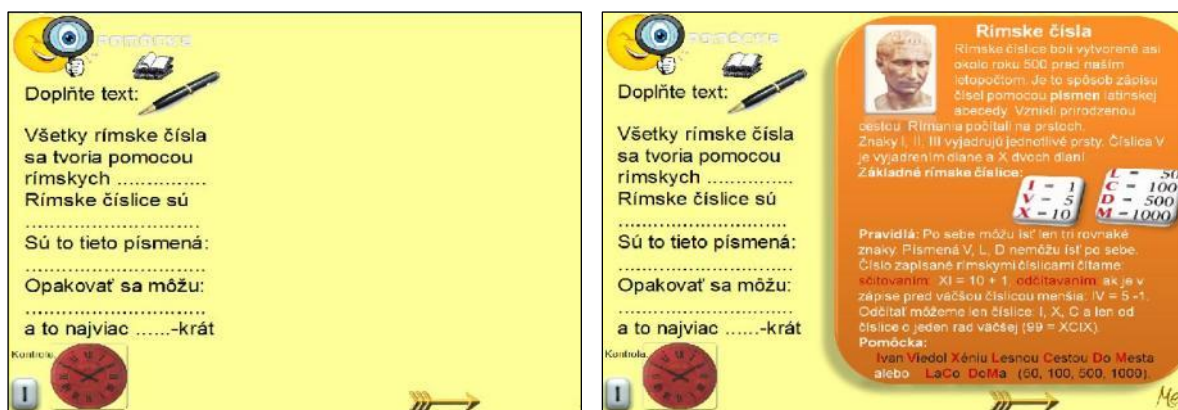 Pomôcka
Doplňte text:
Všetky rímske čísla
sa tvoria pomocou
rímskych ...............
Rímske číslice sú
..............................
Sú to tieto písmená:
..............................
Opakovať sa môžu:
..............................
a to najviac ......-krát
Kontrola:
I
Pomôcka
Doplňte text:
Všetky rímske čísla
sa tvoria pomocou
rímskych ...............
Rímske číslice sú
..............................
Sú to tieto písmená:
..............................
Opakovať sa môžu:
..............................
a to najviac ......-krát
Kontrola:
I
Rímske čísla
Rímske číslice boli vytvorené asi
okolo roku 500 pred naším
letopočtom. Je to spôsob zápisu
čísel pomocou písmen latinskej
abecedy. Vznikli prirodzenou
cestou. Rimania počítali na prstoch.
Znaky I, II, III vyjadrujú jednotlivé prsty. Číslica V
je vyjadrením dlane a X dvoch dlaní
Základné rímske číslice:
I = 1
V = 5
X = 10
L = 50
C = 100
D = 500
M = 1000
Pravidlá: Po sebe môžu ísť len tri rovnaké
znaky. Písmená V, L, D nemôžu ísť po sebe.
Číslo zapísané rímskymi číslicami čítame:
sčitovaním: XI = 10 + 1, odčítavaním, ak je v
zápise pred väčšou číslicou menšia: IV = 5 -1.
Odčítať môžeme len číslice: I, X, C a len od
číslice o jeden rad väčšej (99 = XCIX).
Pomôcka:
Ivan Viedol Xéniu Lesnou Cestou Do Mesta
alebo LaCo DoMa (50, 100, 500, 1000).